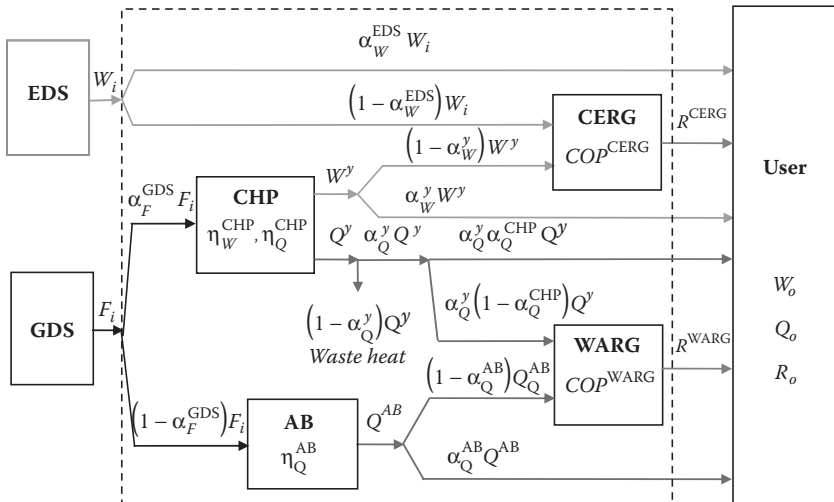 α_W^EDS W_i
EDS
W_i
(1 - α_W^EDS)W_i
CERG
COP^CERG
R^CERG
(1 - α_W^y)W^y
User
α_F^GDS F_i
CHP
η_W^CHP, η_Q^CHP
W^y
α_W^y W^y
Q^y
α_Q^y Q^y
α_Q^y α_Q^CHP Q^y
GDS
F_i
(1 - α_Q^y)Q^y
Waste heat
α_Q^y(1 - α_Q^CHP)Q^y
W_o
Q_o
R_o
WARG
COP^WARG
R^WARG
(1 - α_Q^AB)Q_Q^AB
(1 - α_F^GDS)F_i
AB
η_Q^AB
Q^AB
α_Q^AB Q^AB